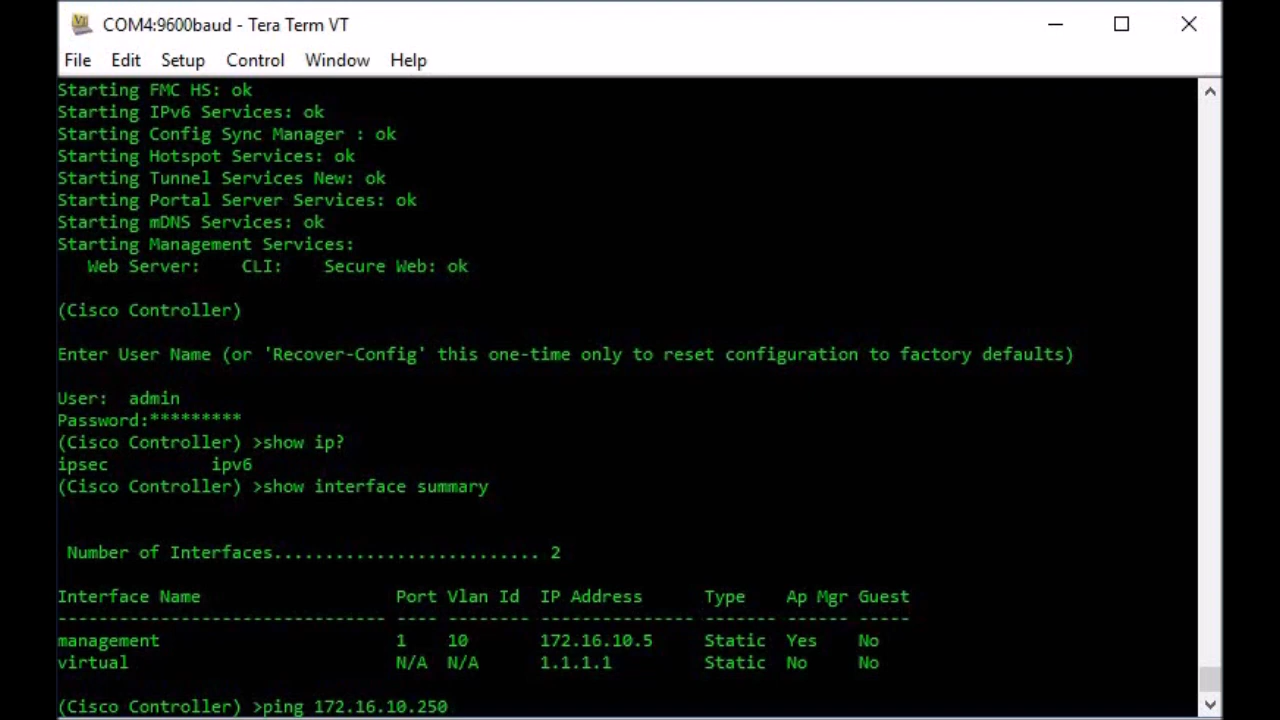 COM4:9600baud - Tera Term VT
File Edit Setup Control Window Help
Starting FMC HS: ok
Starting IPv6 Services: ok
Starting Config Sync Manager : ok
Starting Hotspot Services: ok
Starting Tunnel Services New: ok
Starting Portal Server Services: ok
Starting mDNS Services: ok
Starting Management Services:
   Web Server:    CLI:    Secure Web: ok
(Cisco Controller)
Enter User Name (or 'Recover-Config' this one-time only to reset configuration to factory defaults)
User:  admin
Password:*********
(Cisco Controller) >show ip?
ipsec          ipv6
(Cisco Controller) >show interface summary
 Number of Interfaces.......................... 2
Interface Name                   Port Vlan Id  IP Address      Type    Ap Mgr Guest
-------------------------------- ---- -------- --------------- ------- ------ -----
management                       1    10       172.16.10.5     Static  Yes    No
virtual                          N/A  N/A      1.1.1.1         Static  No     No
(Cisco Controller) >ping 172.16.10.250